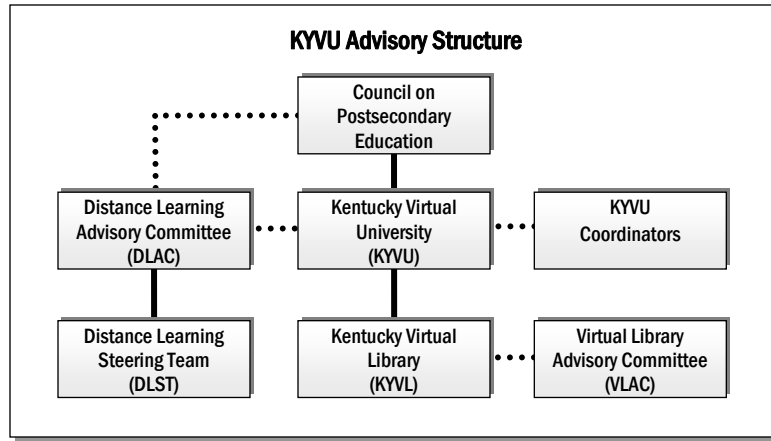 KYVU Advisory Structure
Council on
Postsecondary
Education
Distance Learning
Advisory Committee
(DLAC)
Kentucky Virtual
University
(KYVU)
KYVU
Coordinators
Distance Learning
Steering Team
(DLST)
Kentucky Virtual
Library
(KYVL)
Virtual Library
Advisory Committee
(VLAC)